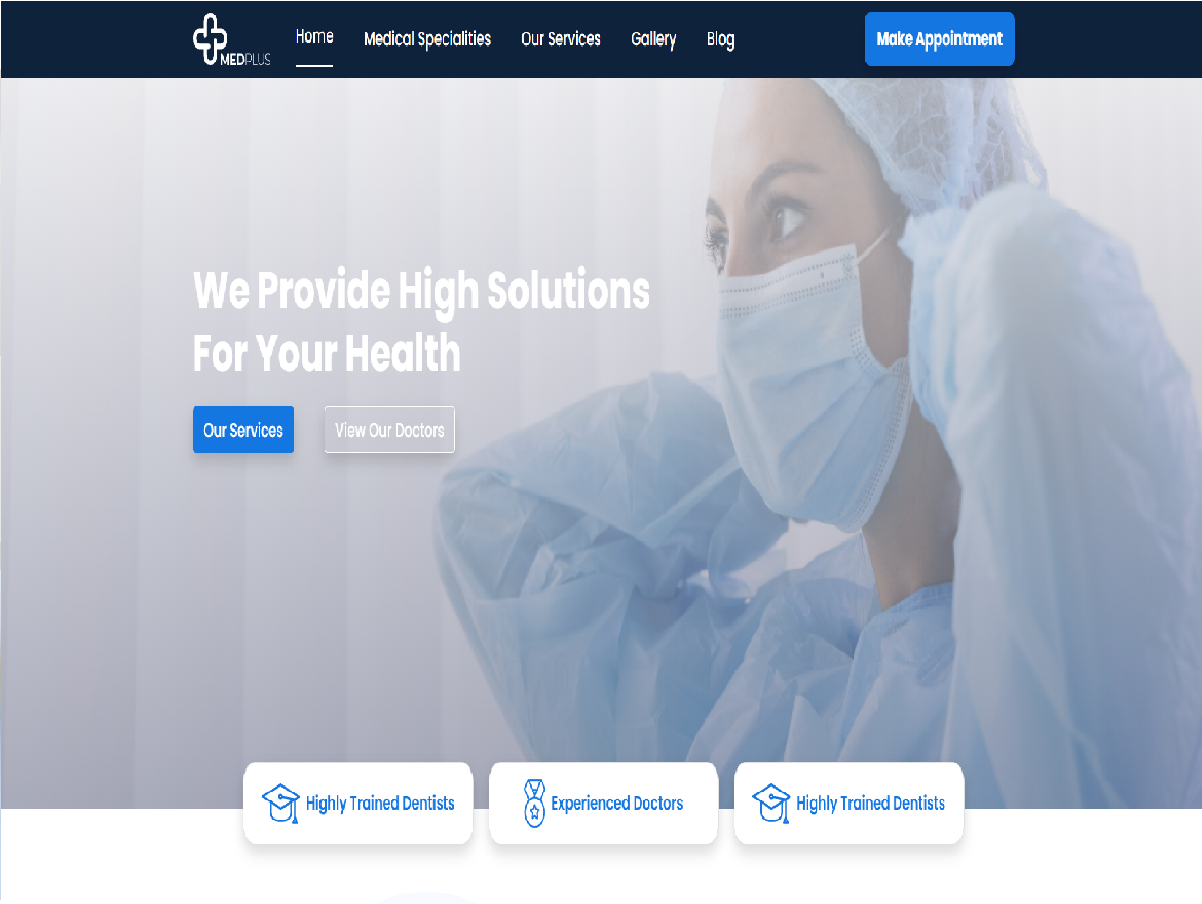 MEDPLUS
Home
Medical Specialities
Our Services
Gallery
Blog
Make Appointment
We Provide High Solutions
For Your Health
Our Services
View Our Doctors
Highly Trained Dentists
Experienced Doctors
Highly Trained Dentists